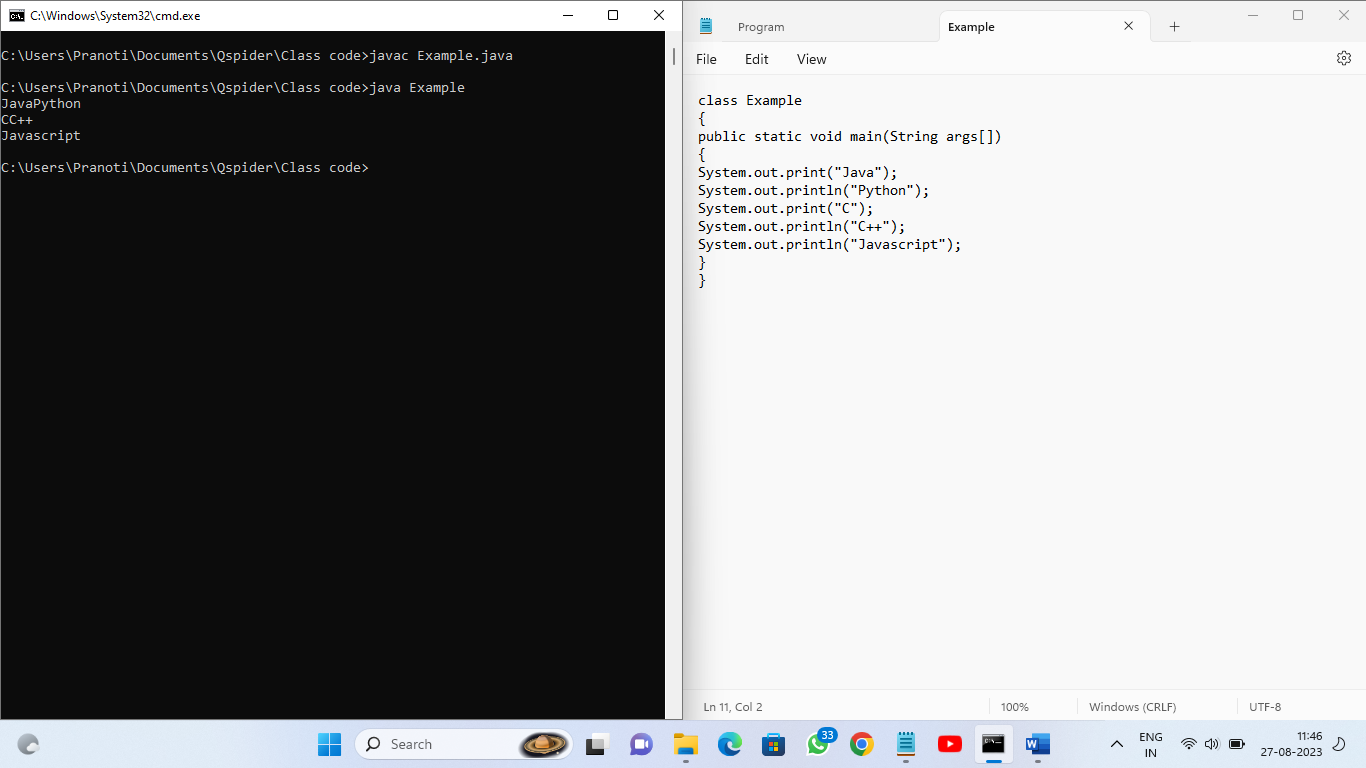 C:\Windows\System32\cmd.exe
C:\Users\Pranoti\Documents\Qspider\Class code>javac Example.java
C:\Users\Pranoti\Documents\Qspider\Class code>java Example
JavaPython
CC++
Javascript
C:\Users\Pranoti\Documents\Qspider\Class code>
Program
Example
File Edit View
class Example
{
public static void main(String args[])
{
System.out.print("Java");
System.out.println("Python");
System.out.print("C");
System.out.println("C++");
System.out.println("Javascript");
}
}
Ln 11, Col 2
100%
Windows (CRLF)
UTF-8
Search
33
ENG
IN
11:46
27-08-2023